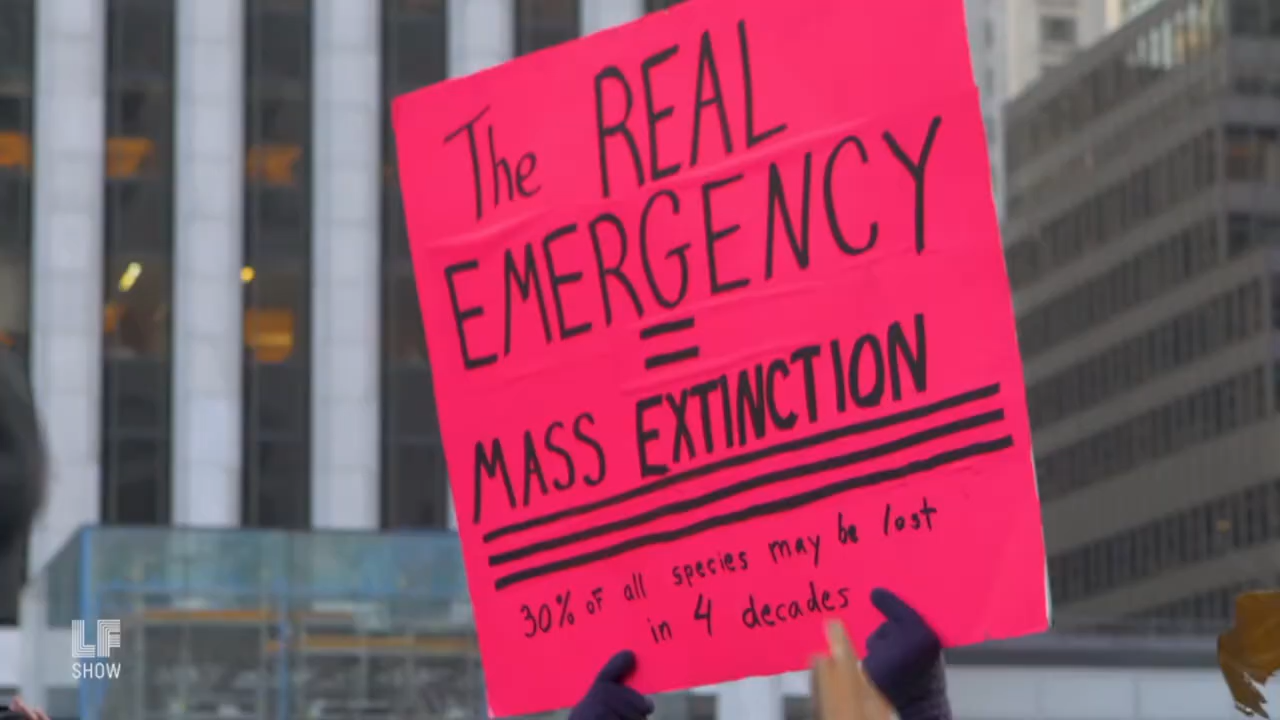 The REAL
EMERGENCY
=
MASS EXTINCTION
30% of all species may be lost
in 4 decades
LF
SHOW